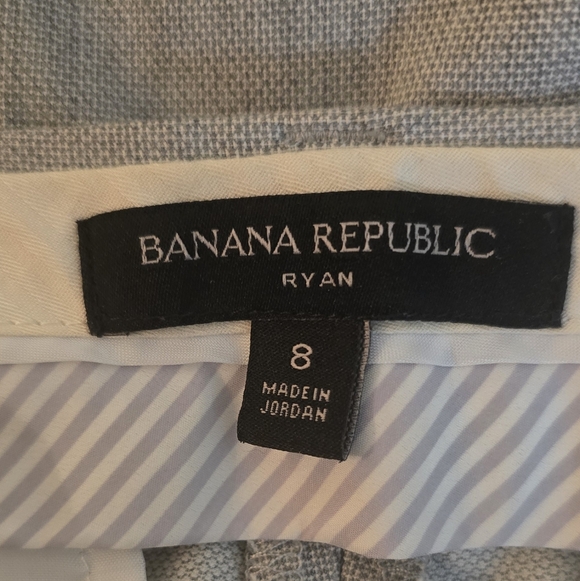 BANANA REPUBLIC
RYAN
8
MADE IN
JORDAN